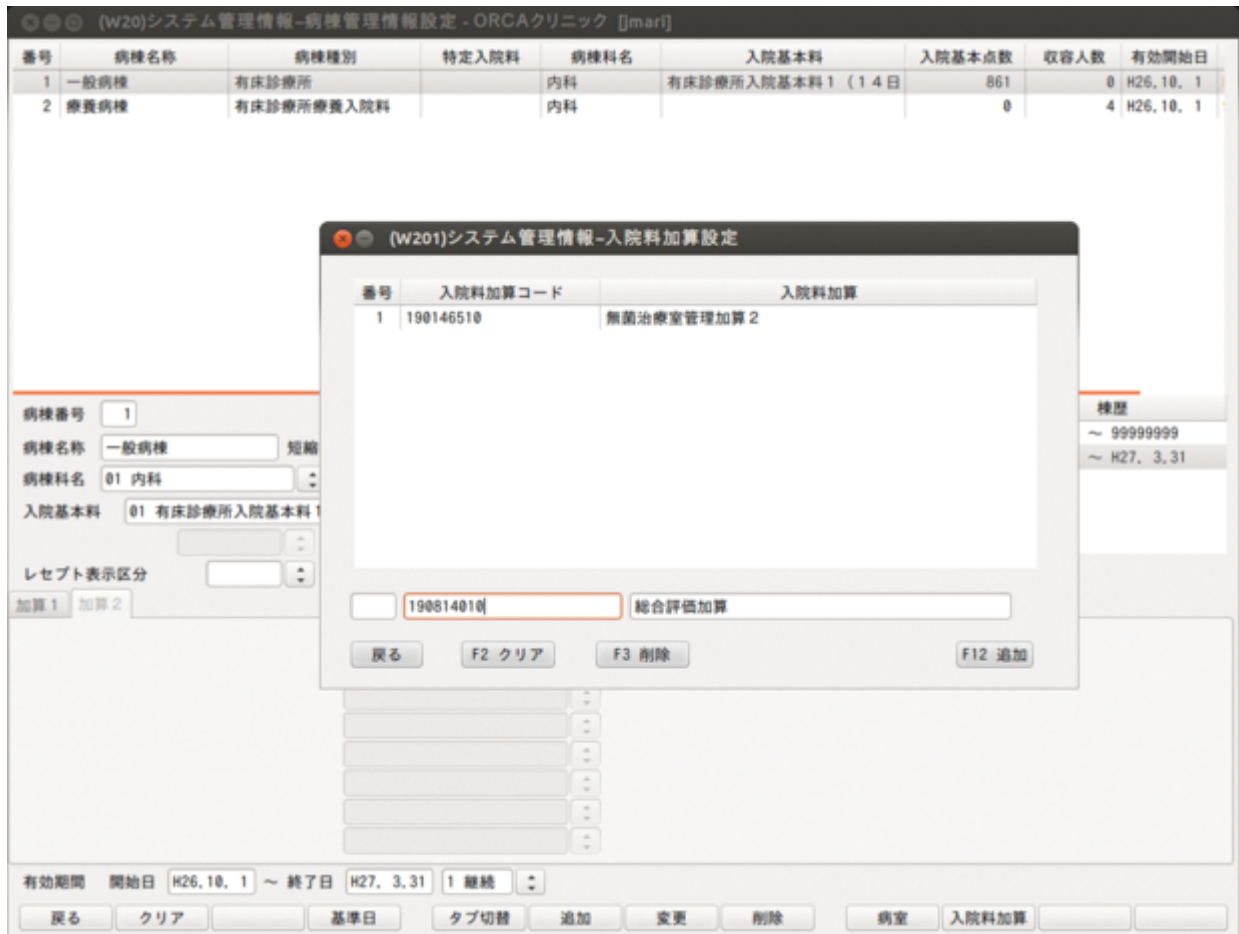 (W20)システム管理情報–病棟管理情報設定 - ORCAクリニック [jmari]
番号 病棟名称 病棟種別 特定入院料 病棟科名 入院基本料 入院基本点数 収容人数 有効開始日
1 一般病棟 有床診療所 内科 有床診療所入院基本料1（14日 861 0 H26.10. 1
2 療養病棟 有床診療所療養入院料 内科 0 4 H26.10. 1
(W201)システム管理情報–入院料加算設定
番号 入院料加算コード 入院料加算
1 190146510 無菌治療室管理加算2
病棟番号 1 棟歴
病棟名称 一般病棟 短縮 ～ 99999999
病棟科名 01 内科 ～ H27. 3.31
入院基本料 01 有床診療所入院基本料1
レセプト表示区分
190814010 総合評価加算
加算1 加算2
戻る F2 クリア F3 削除 F12 追加
有効期間 開始日 H26.10. 1 ～ 終了日 H27. 3.31 1 継続
戻る クリア 基準日 タブ切替 追加 変更 削除 病室 入院料加算